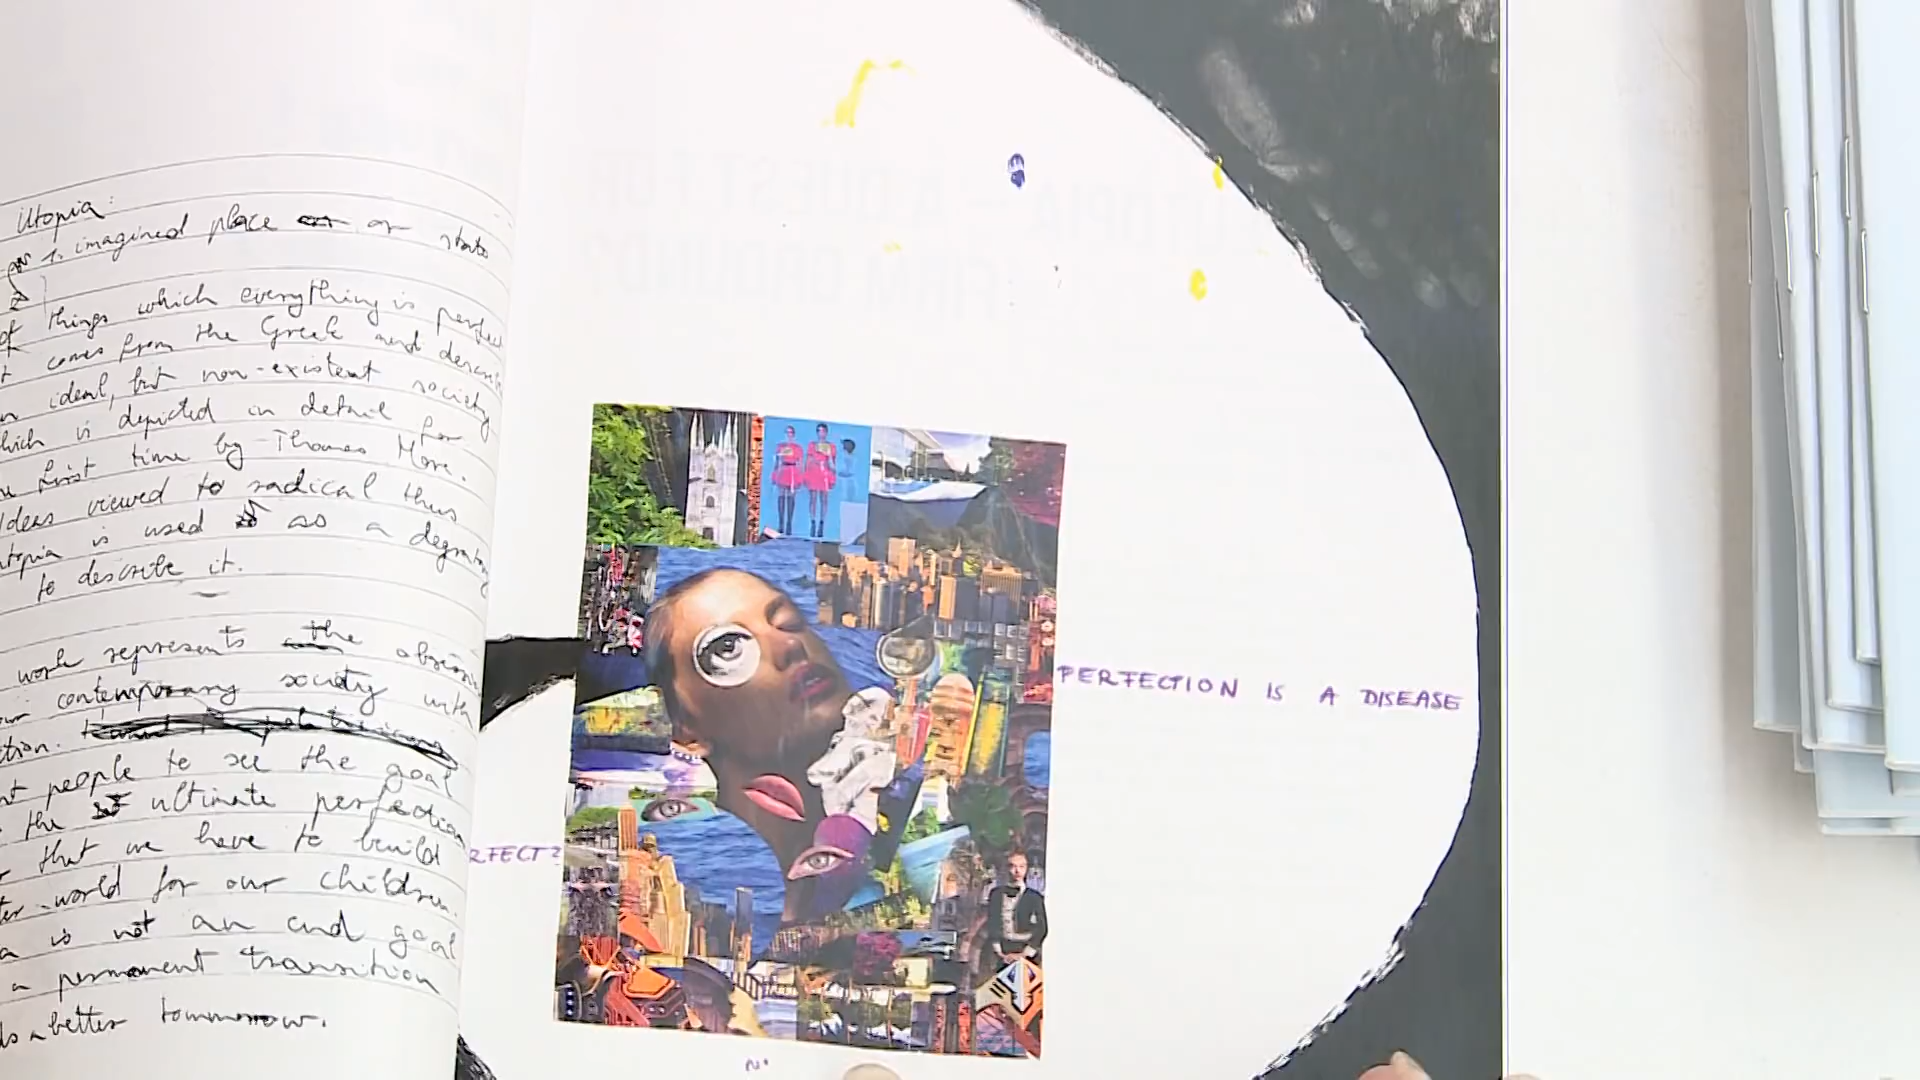 Utopia:
1. imagined place or state
of things which everything is perfect
comes from the Greek and describes
ideal, but non-existent society
which is depicted in detail for
first time by Thomas More.
Ideas viewed to radical thus
utopia is used as a degrading
to describe it.
work represents the obsession
contemporary society with
people to see the goal
the ultimate perfection
that we have to build
world for our children.
is not an end goal
a permanent transition
a better tommorow.
RFECT?
PERFECTION IS A DISEASE